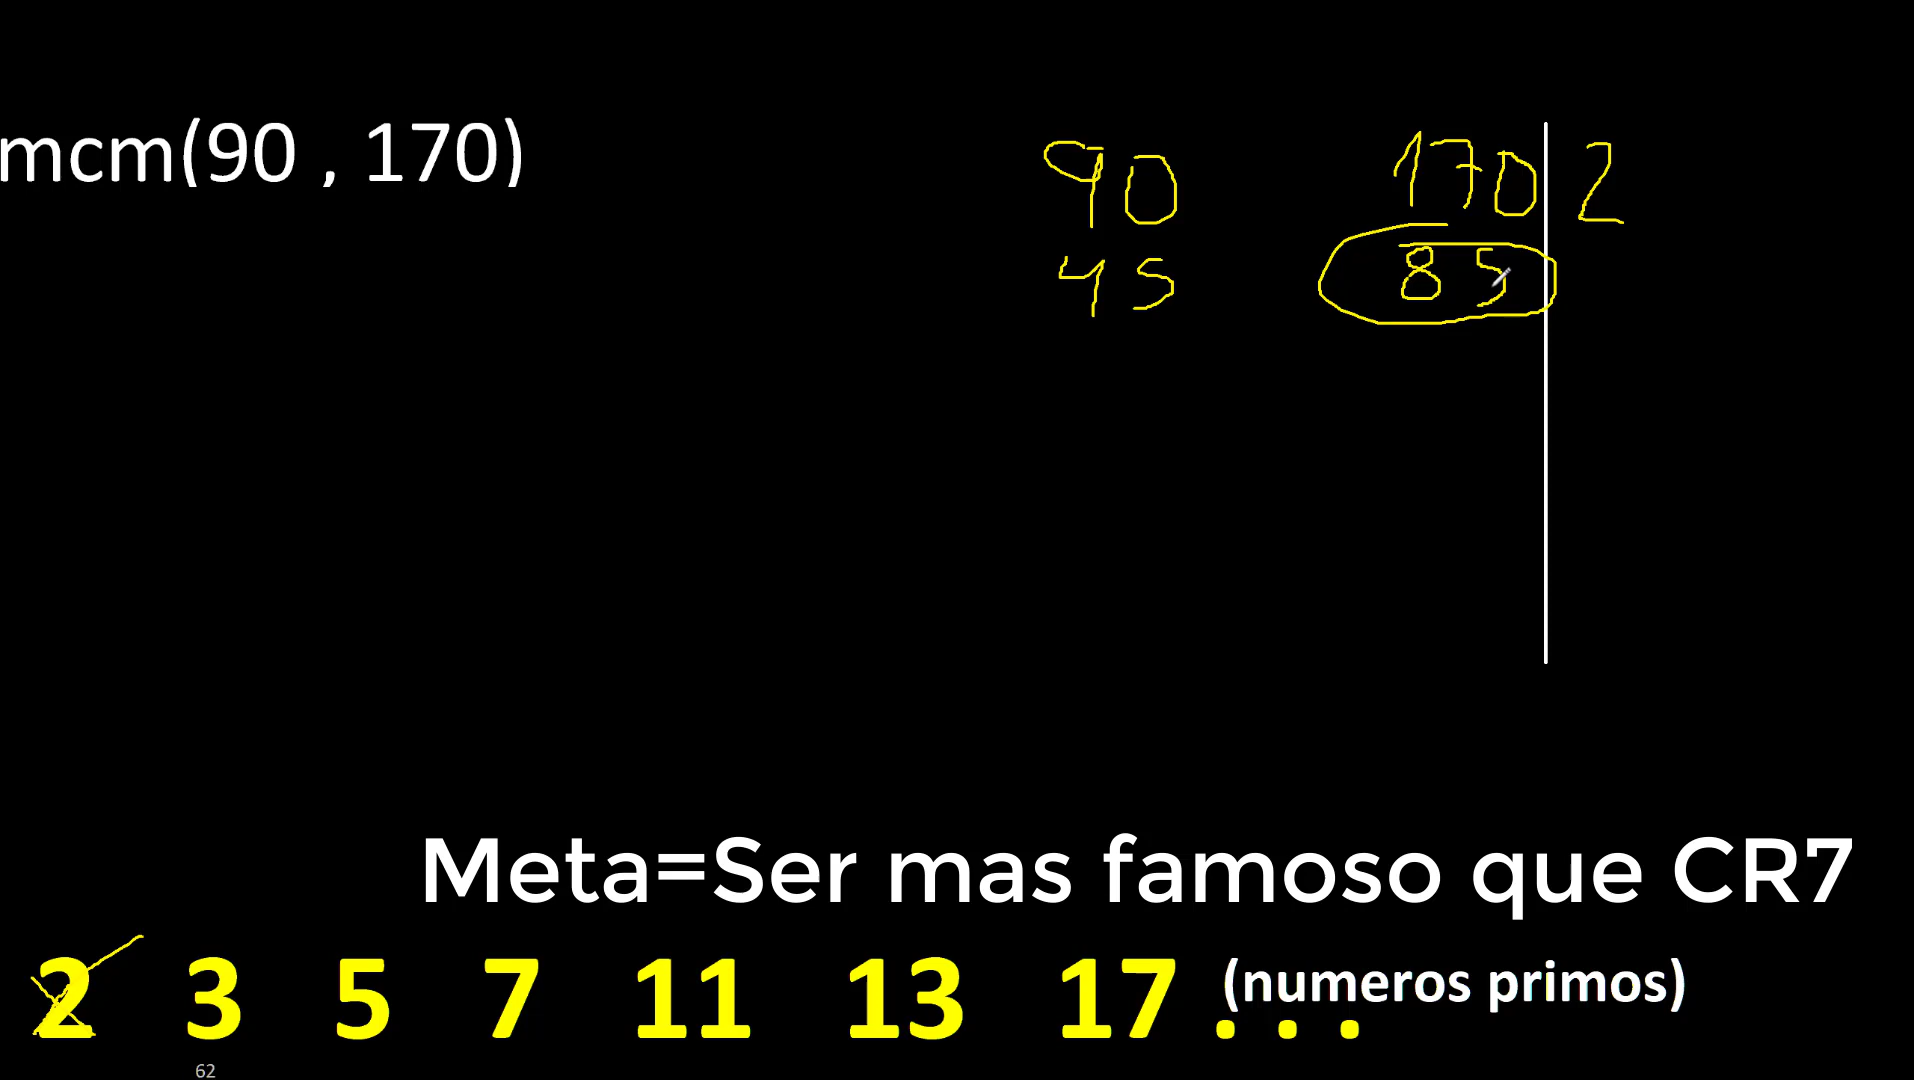 mcm(90 , 170)
90 170 2
45 85
Meta=Ser mas famoso que CR7
2 3 5 7 11 13 17 . . . (numeros primos)
62